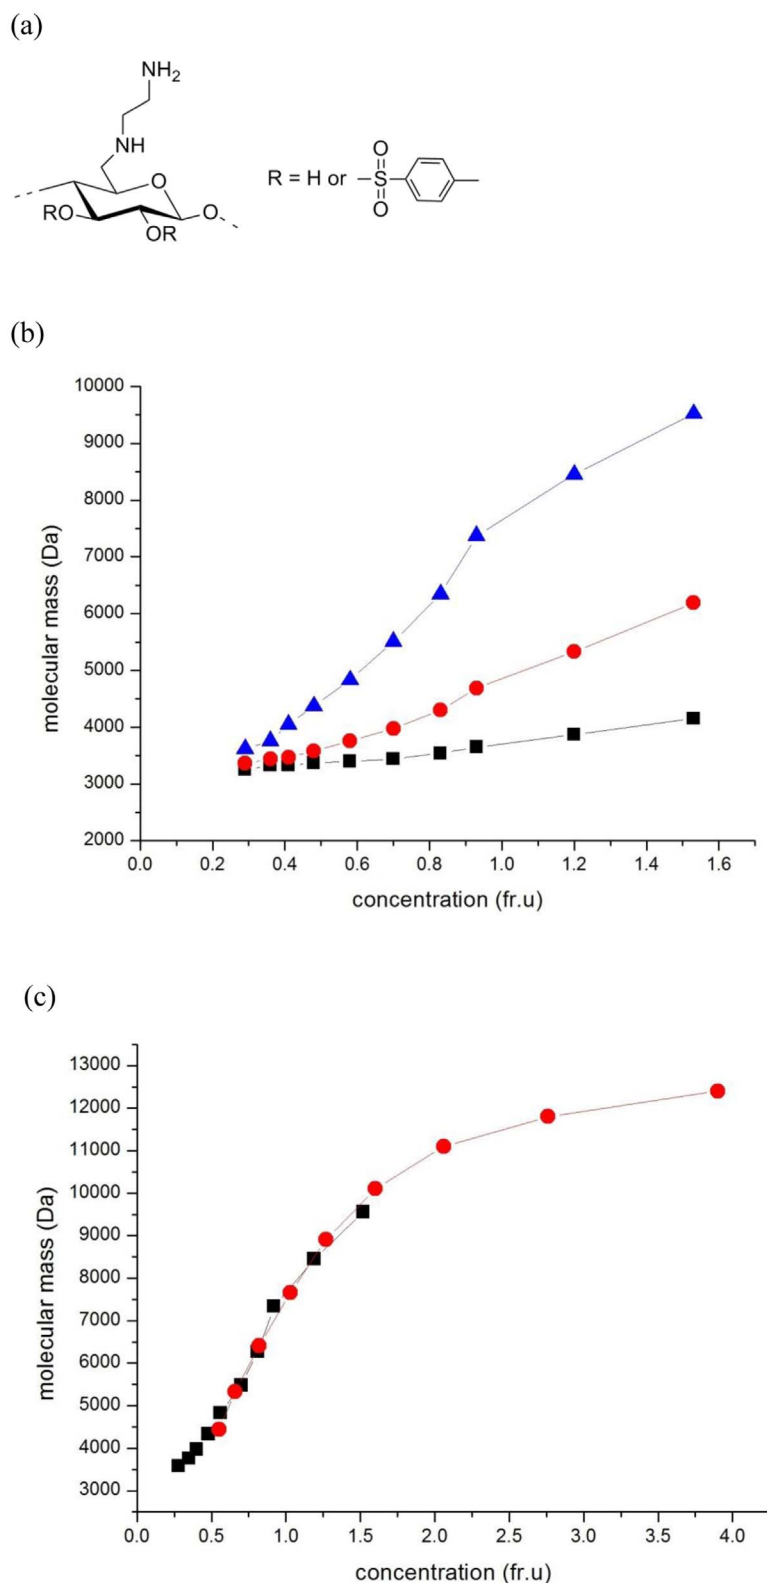 (a)
NH2
NH
O
RO
OR
O
R = H or
O
S
O
(b)
10000
9000
8000
7000
6000
5000
4000
3000
2000
0.0 0.2 0.4 0.6 0.8 1.0 1.2 1.4 1.6
molecular mass (Da)
concentration (fr.u)
(c)
13000
12000
11000
10000
9000
8000
7000
6000
5000
4000
3000
0.0 0.5 1.0 1.5 2.0 2.5 3.0 3.5 4.0
molecular mass (Da)
concentration (fr.u)